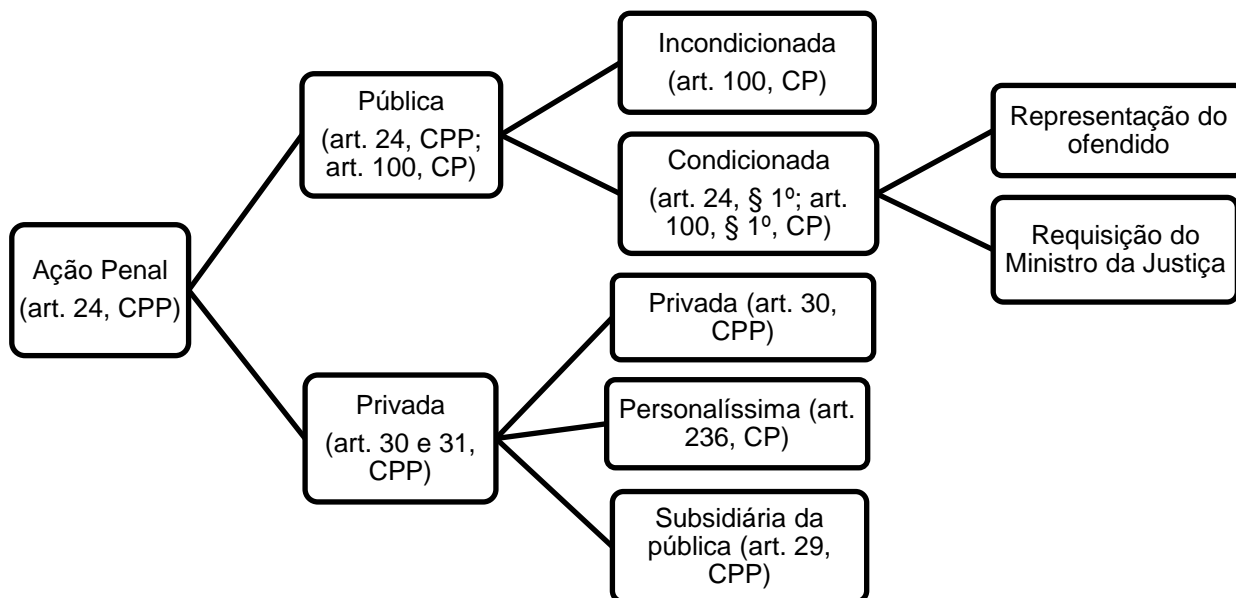 Ação Penal
(art. 24, CPP)
Pública
(art. 24, CPP;
art. 100, CP)
Incondicionada
(art. 100, CP)
Condicionada
(art. 24, § 1º; art.
100, § 1º, CP)
Representação do
ofendido
Requisição do
Ministro da Justiça
Privada
(art. 30 e 31,
CPP)
Privada (art. 30,
CPP)
Personalíssima (art.
236, CP)
Subsidiária da
pública (art. 29,
CPP)